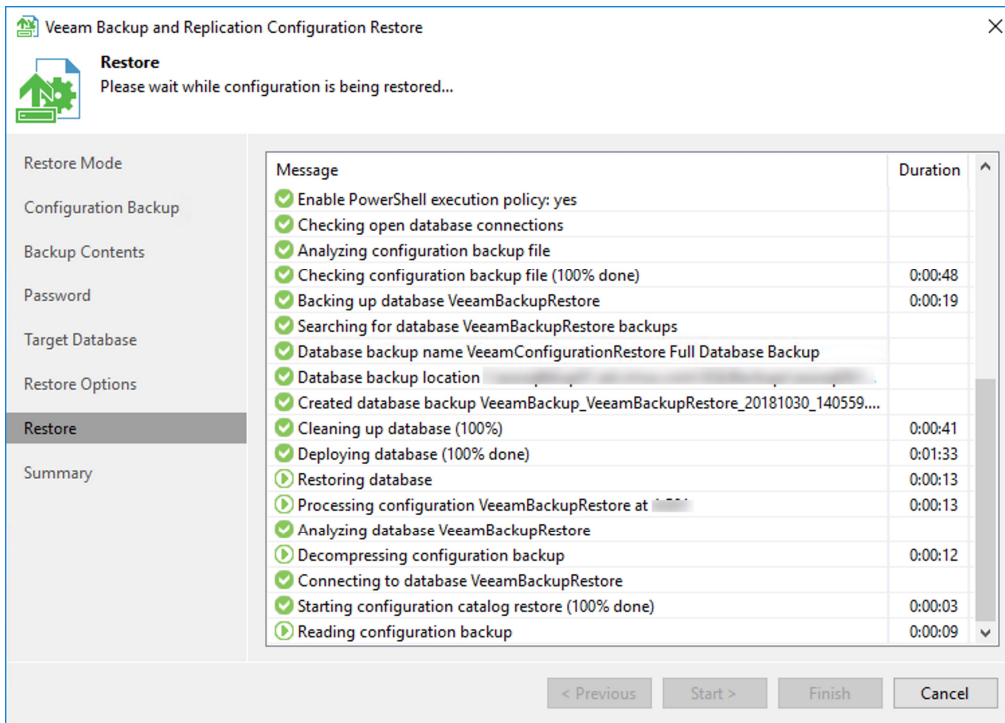 Veeam Backup and Replication Configuration Restore
Restore
Please wait while configuration is being restored...
Restore Mode
Configuration Backup
Backup Contents
Password
Target Database
Restore Options
Restore
Summary
Message Duration
Enable PowerShell execution policy: yes
Checking open database connections
Analyzing configuration backup file
Checking configuration backup file (100% done) 0:00:48
Backing up database VeeamBackupRestore 0:00:19
Searching for database VeeamBackupRestore backups
Database backup name VeeamConfigurationRestore Full Database Backup
Database backup location
Created database backup VeeamBackup_VeeamBackupRestore_20181030_140559....
Cleaning up database (100%) 0:00:41
Deploying database (100% done) 0:01:33
Restoring database 0:00:13
Processing configuration VeeamBackupRestore at 0:00:13
Analyzing database VeeamBackupRestore
Decompressing configuration backup 0:00:12
Connecting to database VeeamBackupRestore
Starting configuration catalog restore (100% done) 0:00:03
Reading configuration backup 0:00:09
< Previous Start > Finish Cancel